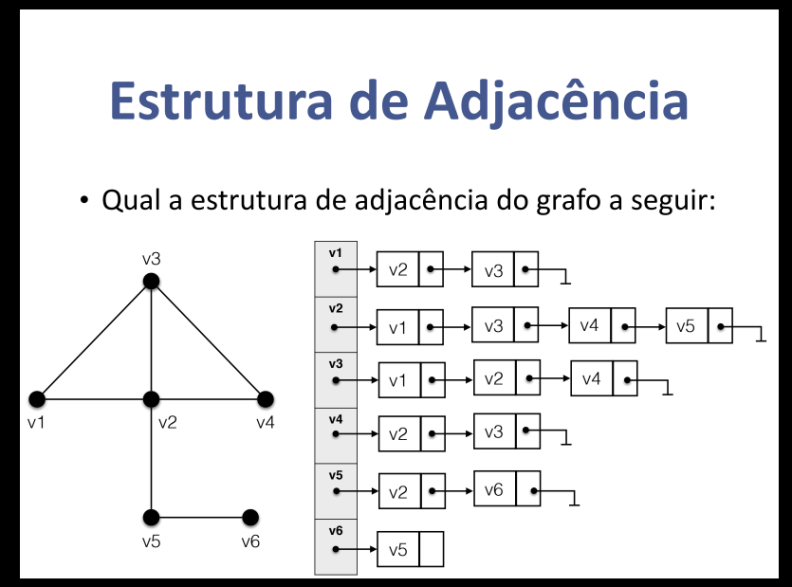 Estrutura de Adjacência
• Qual a estrutura de adjacência do grafo a seguir:
v3
v1
v2
v4
v5
v6
v1
v2
v3
v2
v1
v3
v4
v5
v3
v1
v2
v4
v4
v2
v3
v5
v2
v6
v6
v5